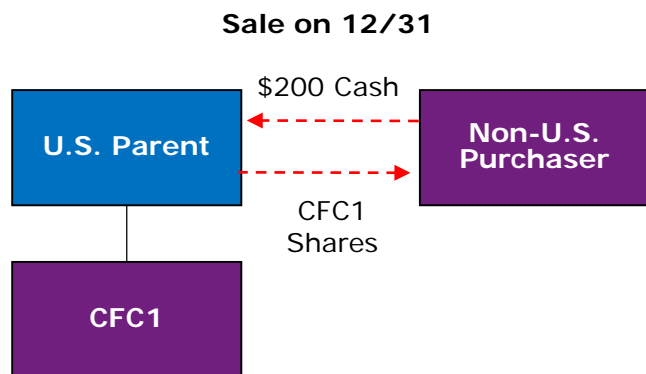 Sale on 12/31
$200 Cash
U.S. Parent
Non-U.S.
Purchaser
CFC1
Shares
CFC1